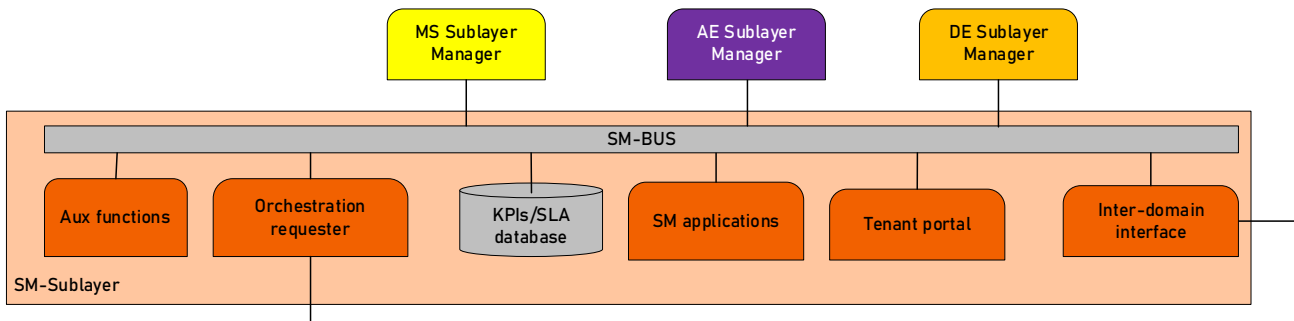 MS Sublayer
Manager
AE Sublayer
Manager
DE Sublayer
Manager
SM-BUS
Aux functions
Orchestration
requester
KPIs/SLA
database
SM applications
Tenant portal
Inter-domain
interface
SM-Sublayer